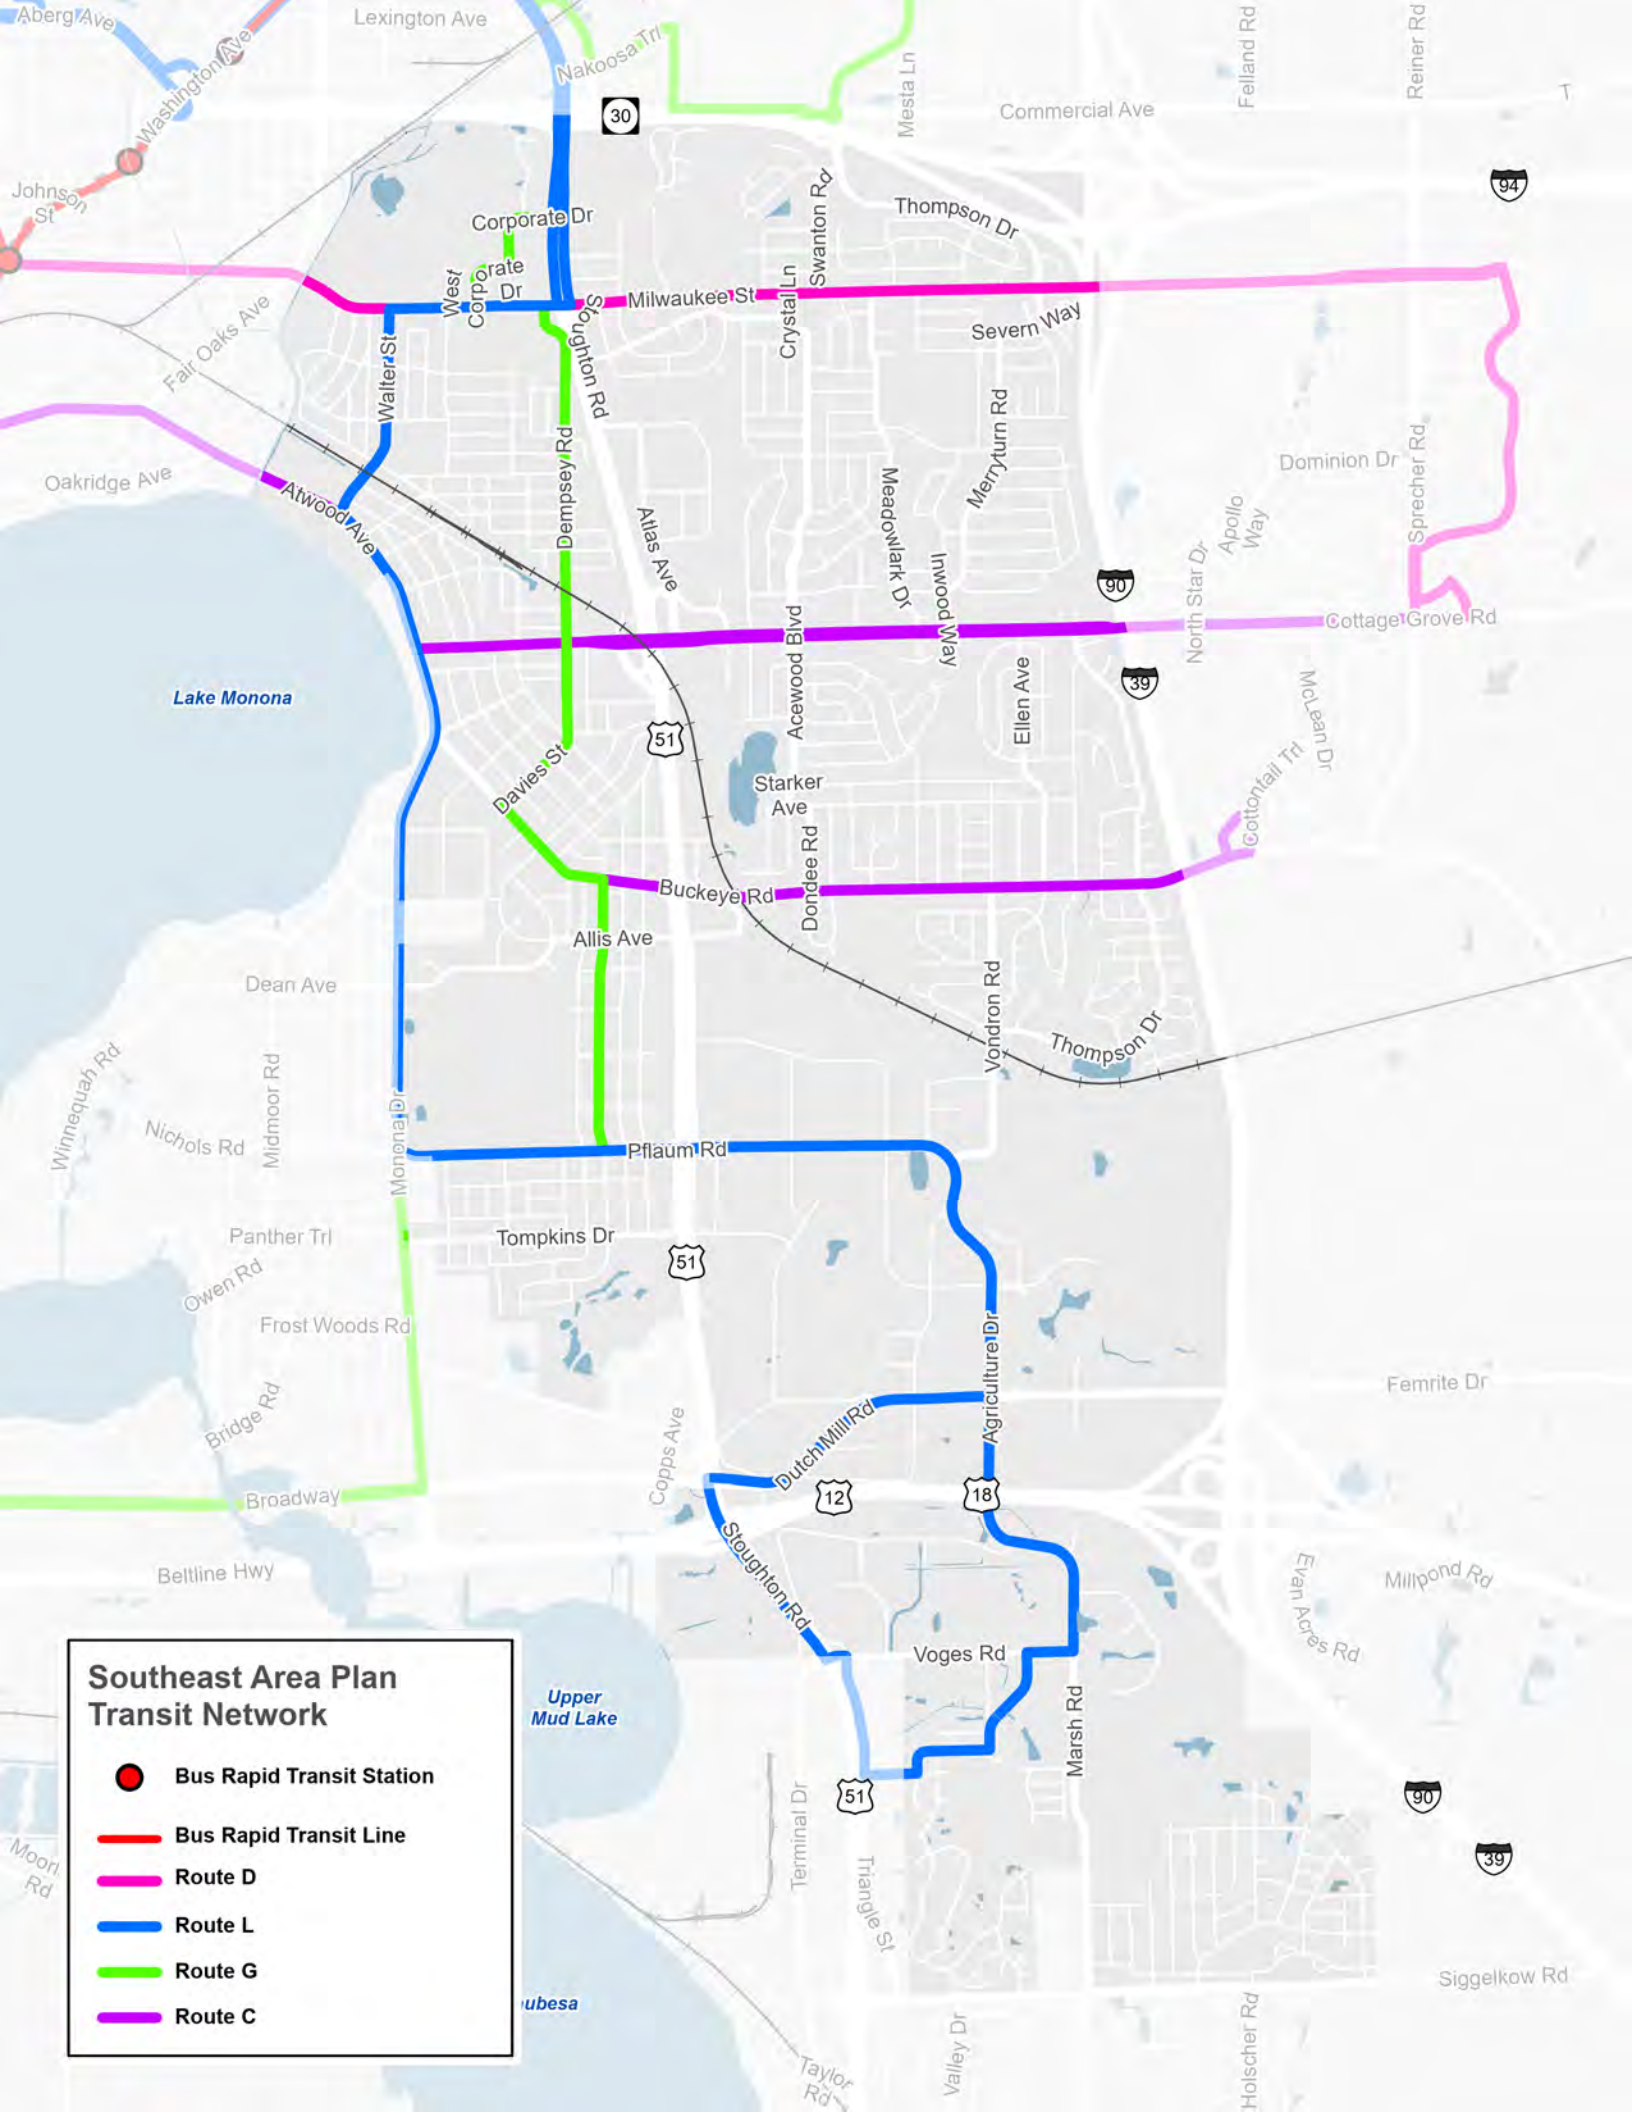 Aberg Ave
Lexington Ave
Nakoosa Trl
Washington Ave
Mesta Ln
Felland Rd
Reiner Rd
Commercial Ave
T
30
94
Johnson
St
Corporate Dr
Swanton Rd
Thompson Dr
West
Corporate
Dr
Milwaukee St
Crystal Ln
Severn Way
Stoughton Rd
Fair Oaks Ave
Walter St
Merryturn Rd
Oakridge Ave
Atwood Ave
Dempsey Rd
Atlas Ave
Meadowlark Dr
Inwood Way
Dominion Dr
Sprecher Rd
Apollo
Way
North Star Dr
90
Cottage Grove Rd
Acewood Blvd
Ellen Ave
39
Lake Monona
51
McLean Dr
Cottontail Trl
Davies St
Starker
Ave
Dondee Rd
Buckeye Rd
Allis Ave
Dean Ave
Vondron Rd
Thompson Dr
Winnequah Rd
Midmoor Rd
Nichols Rd
Monona Dr
Pflaum Rd
Panther Trl
Tompkins Dr
51
Owen Rd
Frost Woods Rd
Agriculture Dr
Femrite Dr
Bridge Rd
Copps Ave
Dutch Mill Rd
Broadway
12
18
Stoughton Rd
Beltline Hwy
Evan Acres Rd
Millpond Rd
Voges Rd
Marsh Rd
Upper
Mud Lake
51
90
39
Terminal Dr
Triangle St
Moorl
Rd
Siggelkow Rd
ubesa
Valley Dr
Holscher Rd
Taylor
Rd
Southeast Area Plan
Transit Network
Bus Rapid Transit Station
Bus Rapid Transit Line
Route D
Route L
Route G
Route C